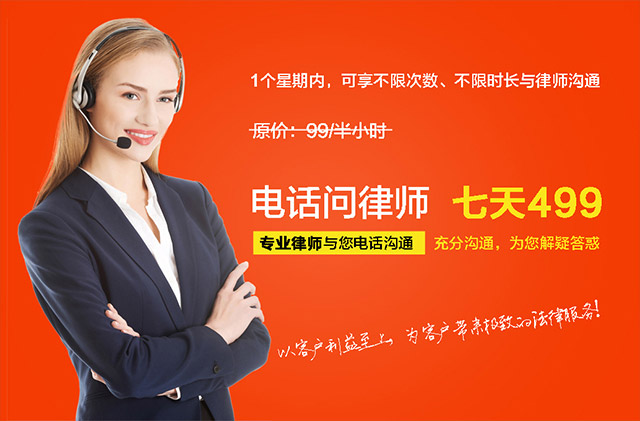 1个星期内，可享不限次数、不限时长与律师沟通
原价：99/半小时
电话问律师 七天499
专业律师与您电话沟通 充分沟通，为您解疑答惑
以客户利益至上，为客户带来极致的法律服务！